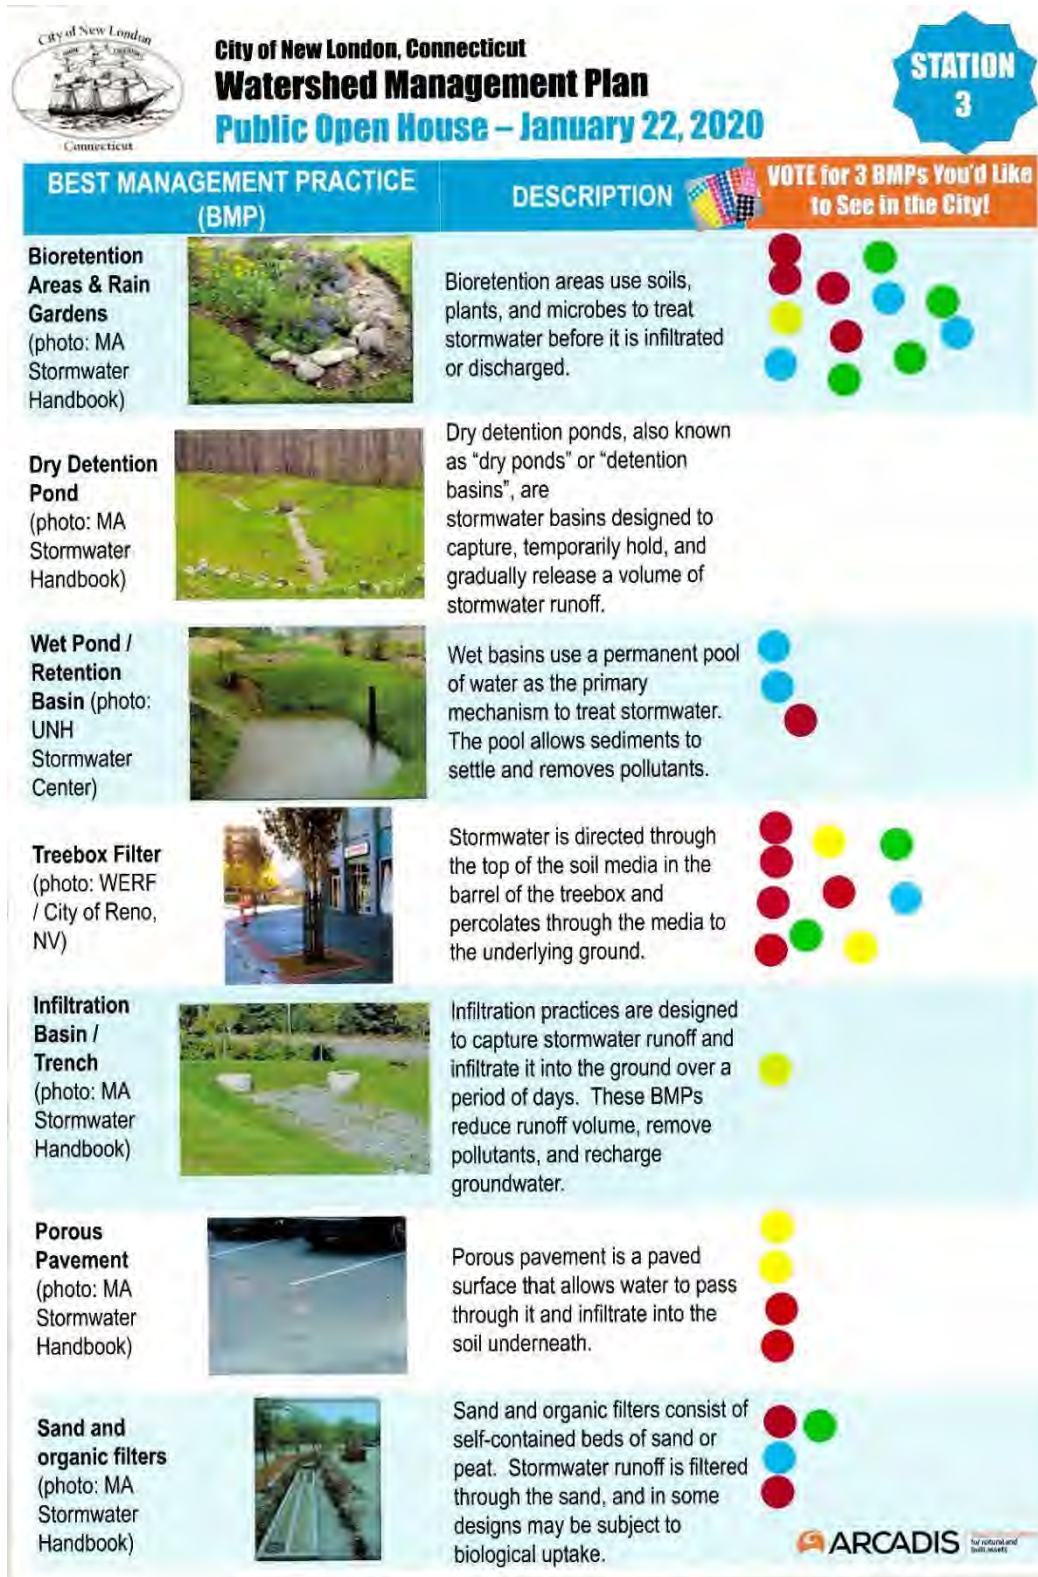 City of New London
Connecticut
City of New London, Connecticut
Watershed Management Plan
Public Open House – January 22, 2020
STATION
3
BEST MANAGEMENT PRACTICE
(BMP)
DESCRIPTION
VOTE for 3 BMPs You'd Like
to See in the City!
Bioretention
Areas & Rain
Gardens
(photo: MA
Stormwater
Handbook)
Bioretention areas use soils,
plants, and microbes to treat
stormwater before it is infiltrated
or discharged.
Dry Detention
Pond
(photo: MA
Stormwater
Handbook)
Dry detention ponds, also known
as “dry ponds” or “detention
basins”, are
stormwater basins designed to
capture, temporarily hold, and
gradually release a volume of
stormwater runoff.
Wet Pond /
Retention
Basin (photo:
UNH
Stormwater
Center)
Wet basins use a permanent pool
of water as the primary
mechanism to treat stormwater.
The pool allows sediments to
settle and removes pollutants.
Treebox Filter
(photo: WERF
/ City of Reno,
NV)
Stormwater is directed through
the top of the soil media in the
barrel of the treebox and
percolates through the media to
the underlying ground.
Infiltration
Basin /
Trench
(photo: MA
Stormwater
Handbook)
Infiltration practices are designed
to capture stormwater runoff and
infiltrate it into the ground over a
period of days. These BMPs
reduce runoff volume, remove
pollutants, and recharge
groundwater.
Porous
Pavement
(photo: MA
Stormwater
Handbook)
Porous pavement is a paved
surface that allows water to pass
through it and infiltrate into the
soil underneath.
Sand and
organic filters
(photo: MA
Stormwater
Handbook)
Sand and organic filters consist of
self-contained beds of sand or
peat. Stormwater runoff is filtered
through the sand, and in some
designs may be subject to
biological uptake.
ARCADIS
for natural and
built assets